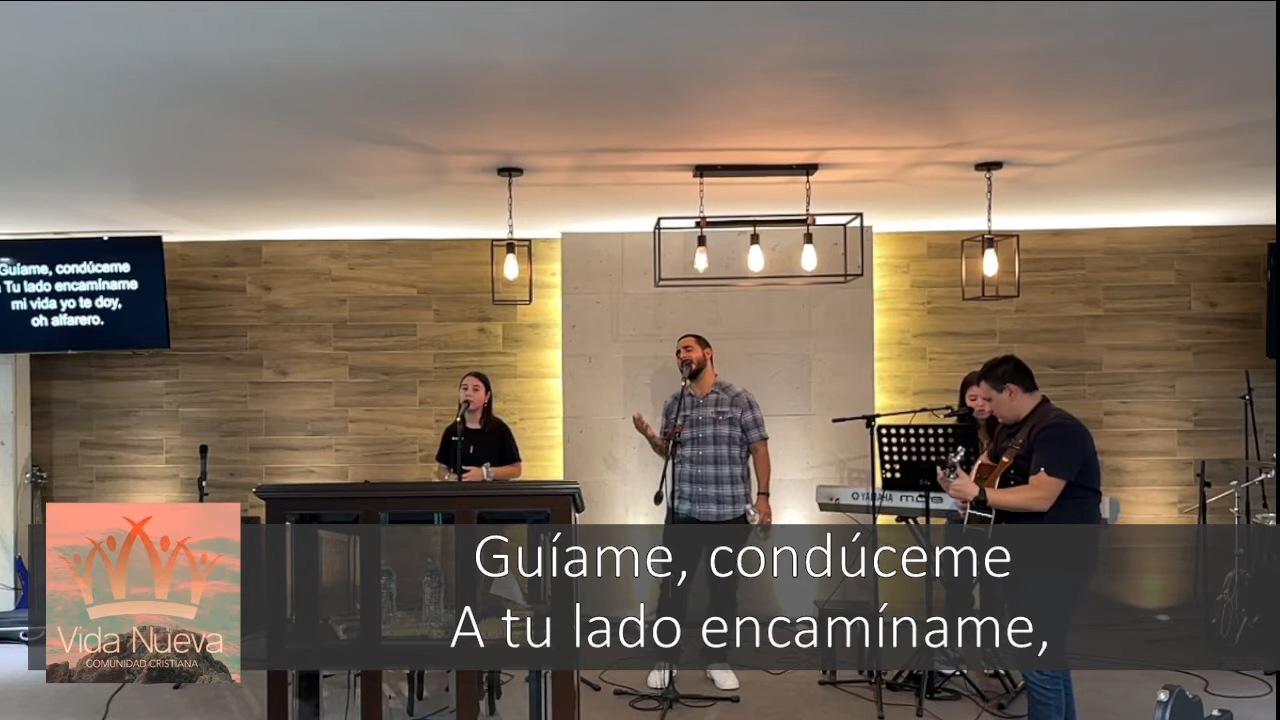 Guíame, condúceme
a Tu lado encamíname
mi vida yo te doy,
oh alfarero.
YAMAHA MC8
Guíame, condúceme
A tu lado encamíname,
Vida Nueva
COMUNIDAD CRISTIANA